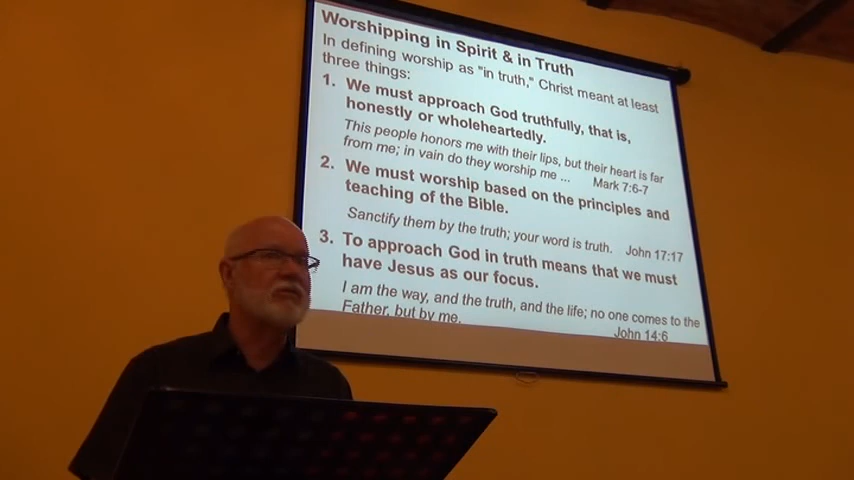 Worshipping in Spirit & in Truth
In defining worship as "in truth," Christ meant at least
three things:
1. We must approach God truthfully, that is,
honestly or wholeheartedly.
This people honors me with their lips, but their heart is far
from me; in vain do they worship me ... Mark 7:6-7
2. We must worship based on the principles and
teaching of the Bible.
Sanctify them by the truth; your word is truth. John 17:17
3. To approach God in truth means that we must
have Jesus as our focus.
I am the way, and the truth, and the life; no one comes to the
Father, but by me. John 14:6